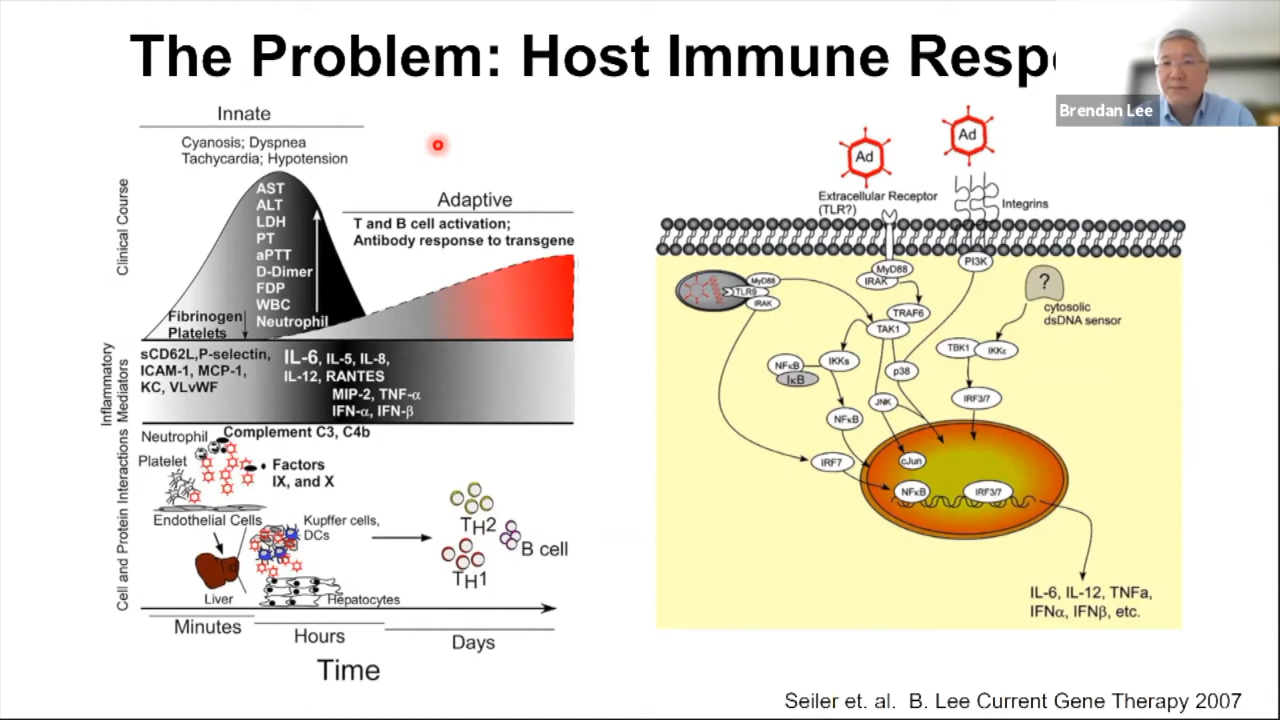 The Problem: Host Immune Resp
Brendan Lee
Innate
Cyanosis; Dyspnea
Tachycardia; Hypotension
Clinical Course
AST
ALT
LDH
PT
aPTT
D-Dimer
FDP
WBC
Neutrophil
Fibrinogen
Platelets
Adaptive
T and B cell activation;
Antibody response to transgene
Inflammatory
Mediators
sCD62L,P-selectin,
ICAM-1, MCP-1,
KC, VLvWF
IL-6, IL-5, IL-8,
IL-12, RANTES
MIP-2, TNF-α
IFN-α, IFN-β
Cell and Protein Interactions
Neutrophil
Complement C3, C4b
Platelet
Factors
IX, and X
Endothelial Cells
Kupffer cells,
DCs
Liver
Hepatocytes
TH2
B cell
TH1
Minutes
Hours
Days
Time
Ad
Ad
Extracellular Receptor
(TLR?)
Integrins
MyD88
IRAK
PI3K
MyD88
TLR9
IRAK
?
cytosolic
dsDNA sensor
TRAF6
TAK1
TBK1
IKKε
NFκB
IκB
IKKs
p38
JNK
IRF3/7
NFκB
IRF7
cJun
NFκB
IRF3/7
IL-6, IL-12, TNFa,
IFNα, IFNβ, etc.
Seiler et. al. B. Lee Current Gene Therapy 2007